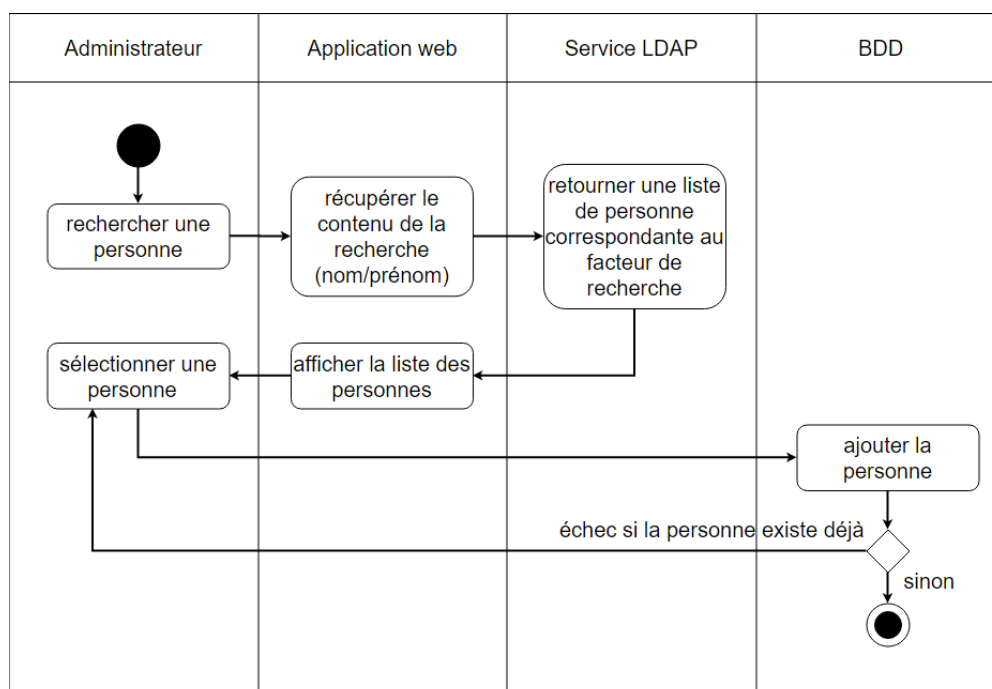 Administrateur
Application web
Service LDAP
BDD
rechercher une
personne
récupérer le
contenu de la
recherche
(nom/prénom)
retourner une liste
de personne
correspondante au
facteur de
recherche
sélectionner une
personne
afficher la liste des
personnes
ajouter la
personne
échec si la personne existe déjà
sinon